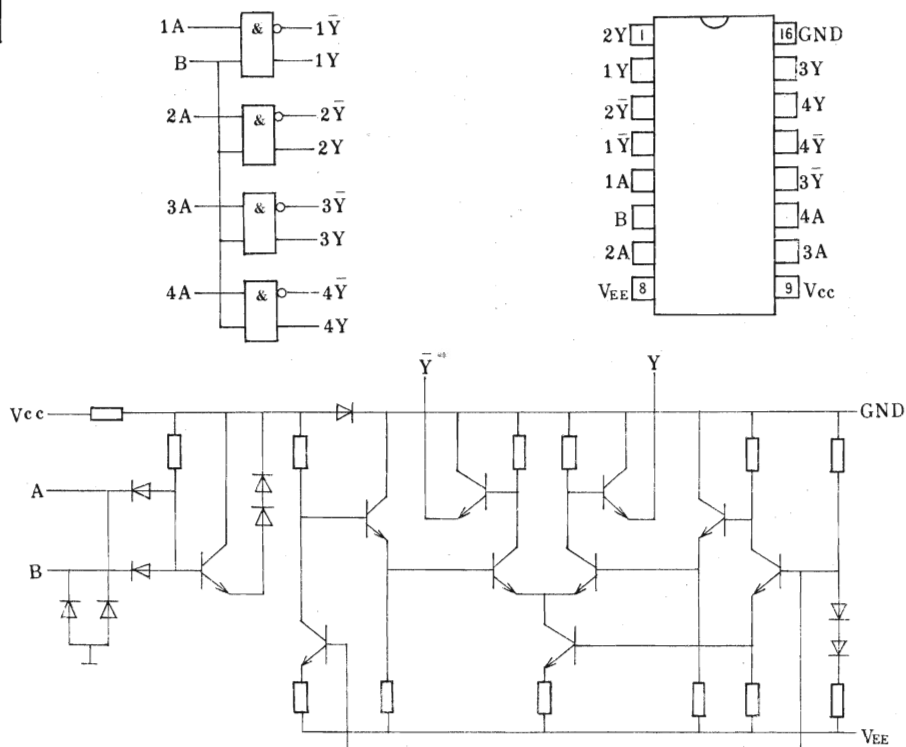 1A & 1Ȳ
B 1Y
2A & 2Ȳ
2Y
3A & 3Ȳ
3Y
4A & 4Ȳ
4Y
2Y 1 16 GND
1Y 3Y
2Ȳ 4Y
1Ȳ 4Ȳ
1A 3Ȳ
B 4A
2A 3A
VEE 8 9 Vcc
Ȳ Y
Vcc GND
A
B
VEE